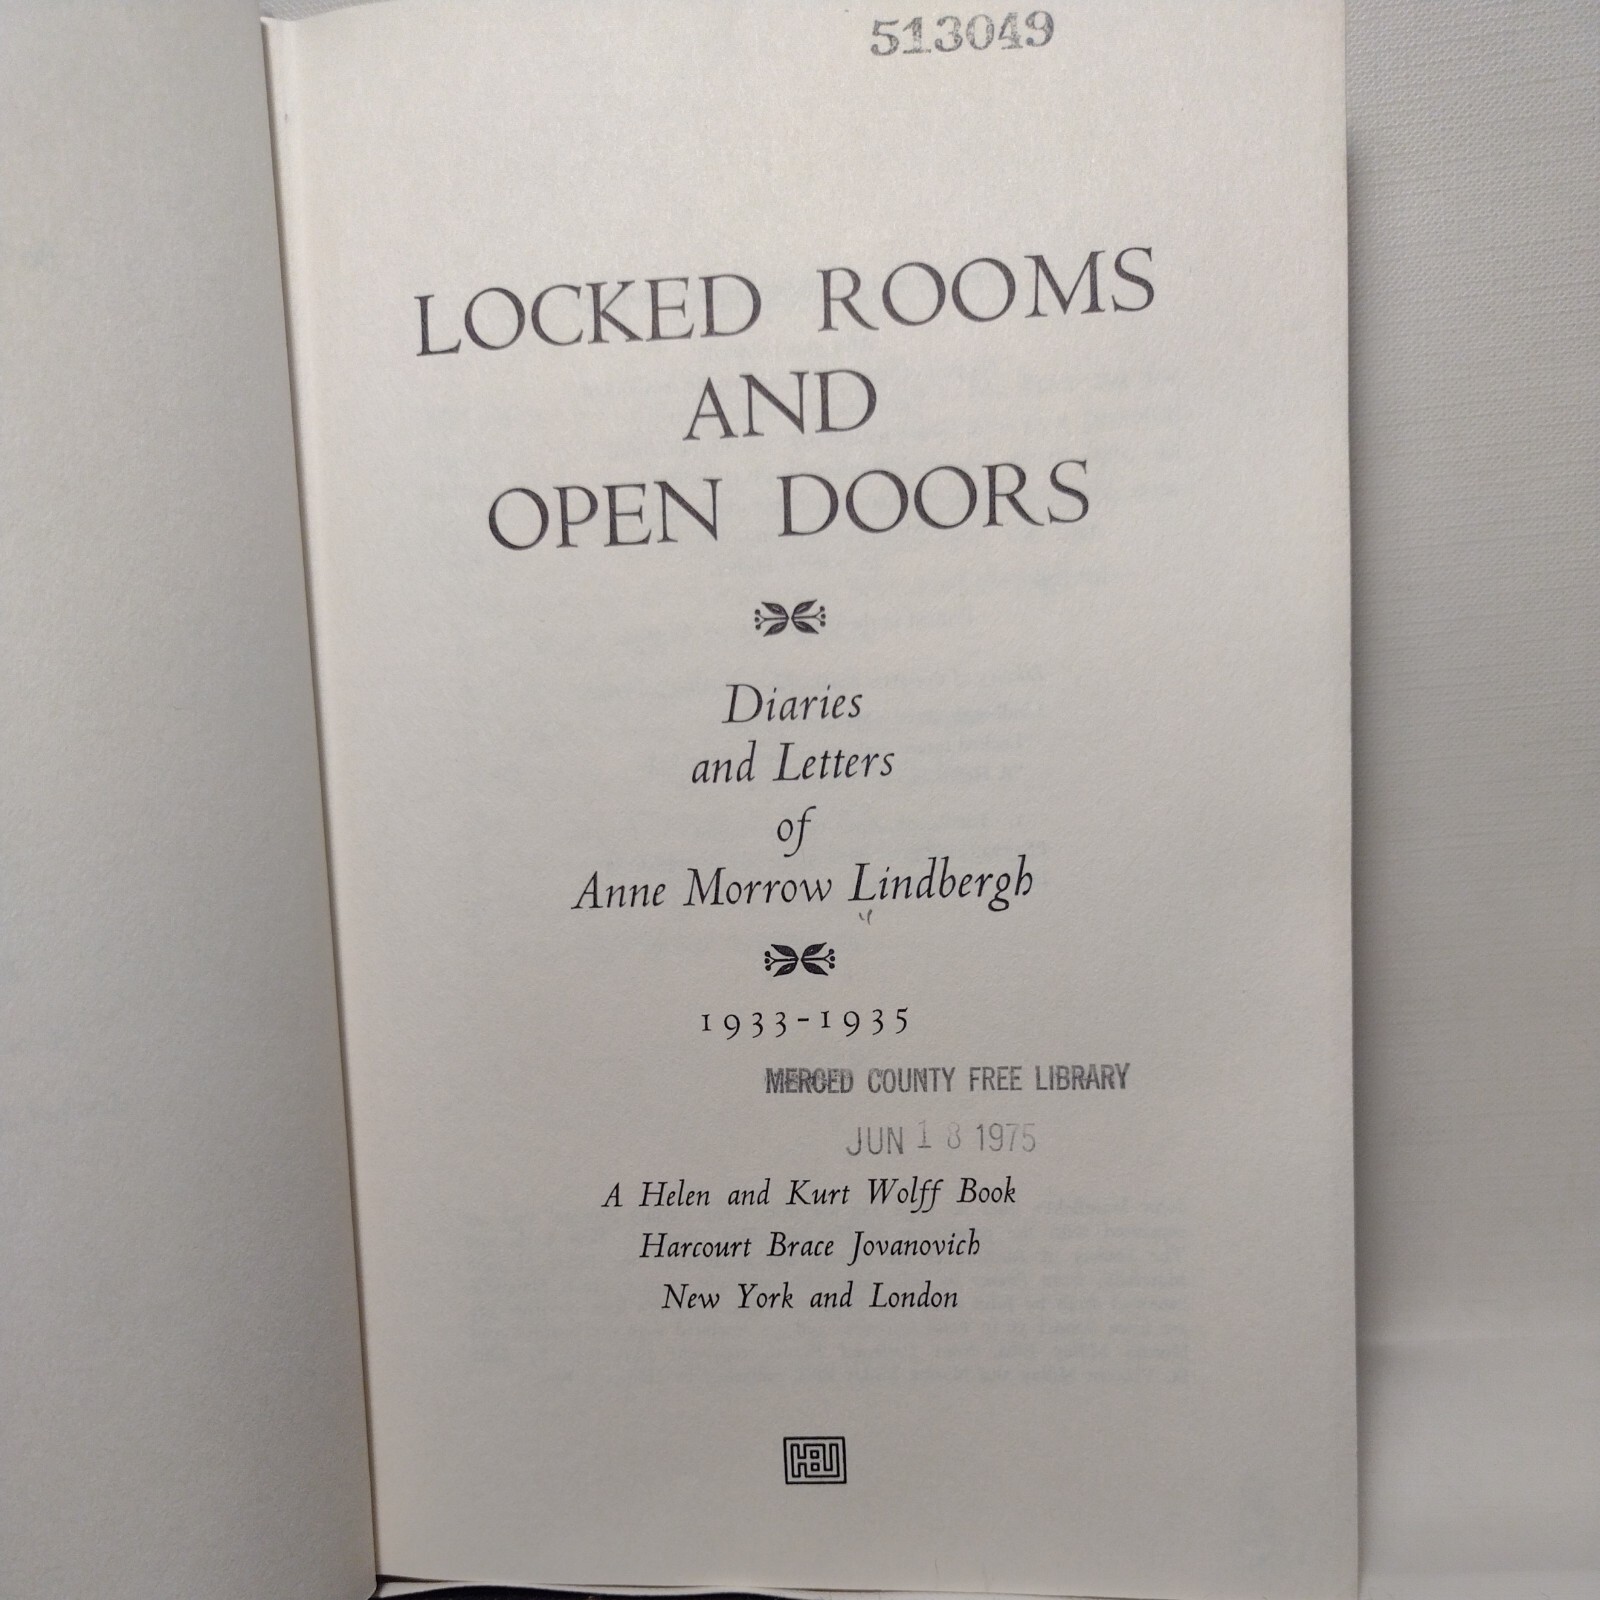 513049
LOCKED ROOMS
AND
OPEN DOORS
Diaries
and Letters
of
Anne Morrow Lindbergh
1933-1935
MERCED COUNTY FREE LIBRARY
JUN 18 1975
A Helen and Kurt Wolff Book
Harcourt Brace Jovanovich
New York and London
HBJ